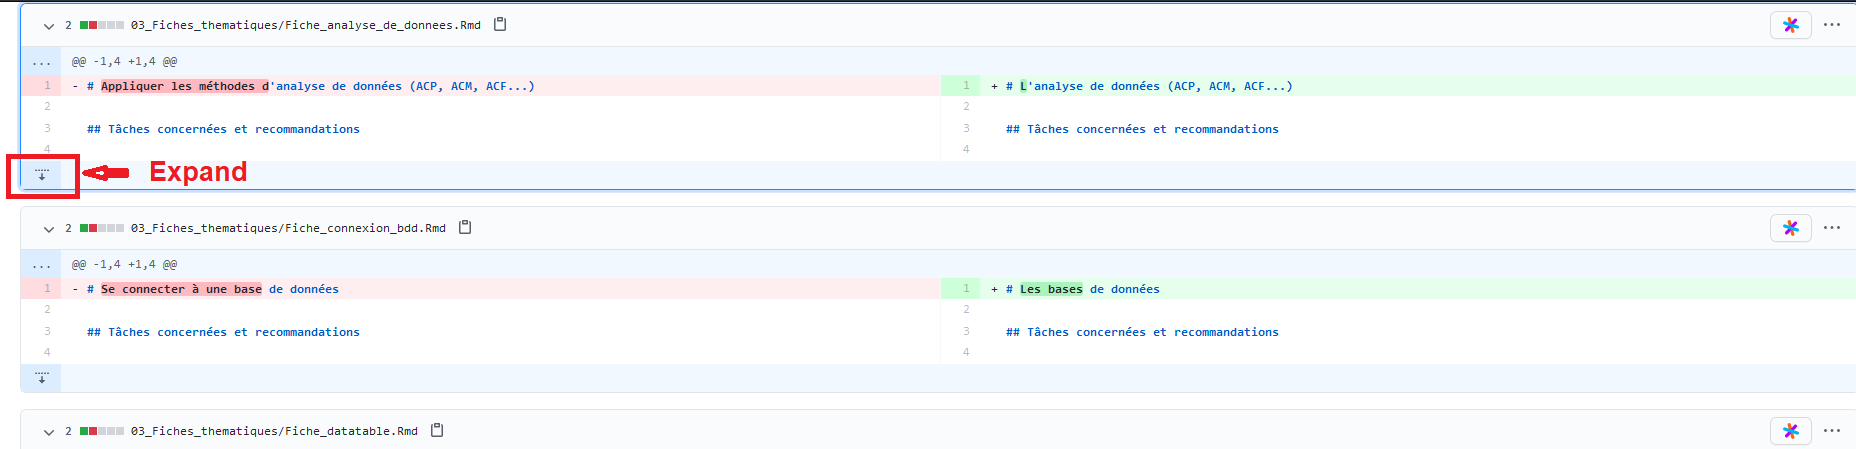 2 03_Fiches_thematiques/Fiche_analyse_de_donnees.Rmd ...
... @@ -1,4 +1,4 @@
1 - # Appliquer les méthodes d'analyse de données (ACP, ACM, ACF...) 1 + # L'analyse de données (ACP, ACM, ACF...)
2 2
3 ## Tâches concernées et recommandations 3 ## Tâches concernées et recommandations
4 4
Expand
2 03_Fiches_thematiques/Fiche_connexion_bdd.Rmd ...
... @@ -1,4 +1,4 @@
1 - # Se connecter à une base de données 1 + # Les bases de données
2 2
3 ## Tâches concernées et recommandations 3 ## Tâches concernées et recommandations
4 4
2 03_Fiches_thematiques/Fiche_datatable.Rmd ...